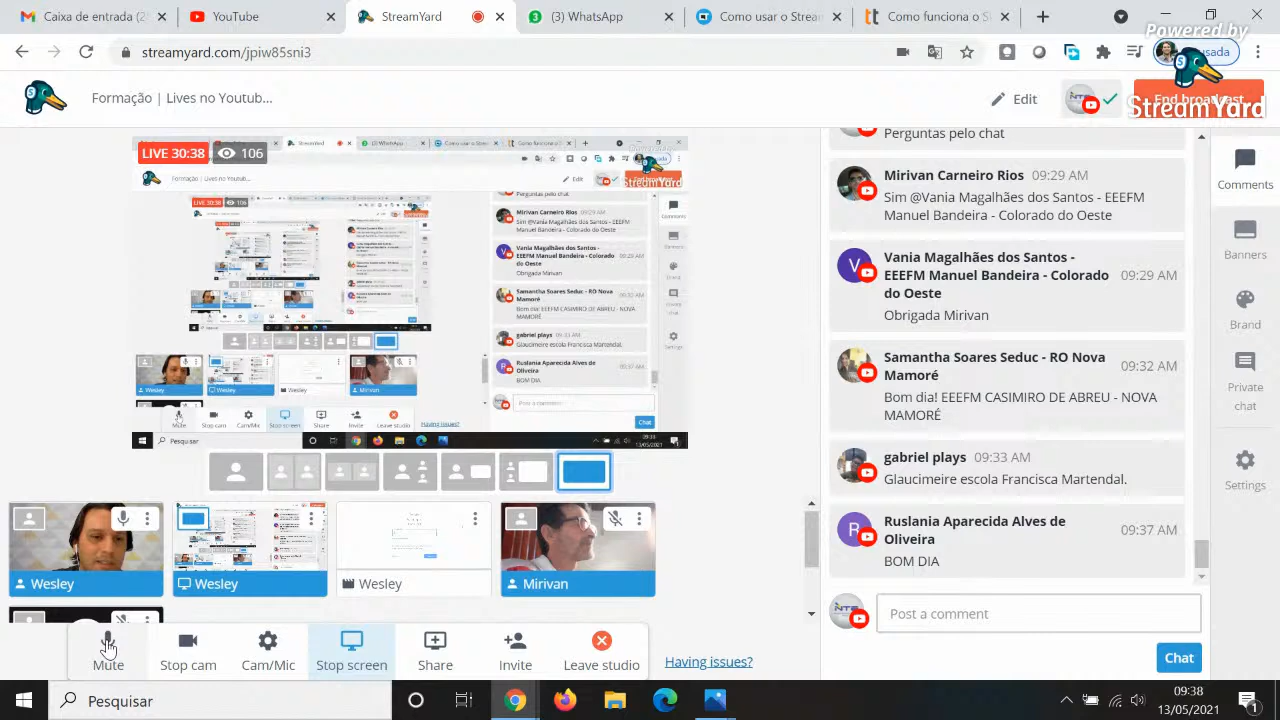 Caixa de entrada (2
YouTube
StreamYard
(3) WhatsApp
Como usar o Strea
Como funciona o S
Powered by
streamyard.com/jpiw85sni3
usada
Formação | Lives no Youtub...
Edit
End broadcast
StreamYard
LIVE 30:38
106
Perguntas pelo chat
Mirivan Carneiro Rios 09:29 AM
Sim @Vania Magalhães dos Santos - EEEFM
Manuel Bandeira - Colorado do Oeste
Vania Magalhães dos Santos -
EEEFM Manuel Bandeira - Colorado 09:29 AM
do Oeste
Obrigada Mirivan
Samantha Soares Seduc - RO Nova
Mamoré 09:32 AM
Bom dia! EEEFM CASIMIRO DE ABREU - NOVA
MAMORÉ
gabriel plays 09:33 AM
Glaucimeire escola Francisca Martendal.
Ruslania Aparecida Alves de
Oliveira 09:37 AM
BOM DIA
Post a comment
Chat
Comments
Banners
Brand
Private
chat
Settings
Wesley
Wesley
Wesley
Mirivan
Mute
Stop cam
Cam/Mic
Stop screen
Share
Invite
Leave studio
Having issues?
Pesquisar
09:38
13/05/2021